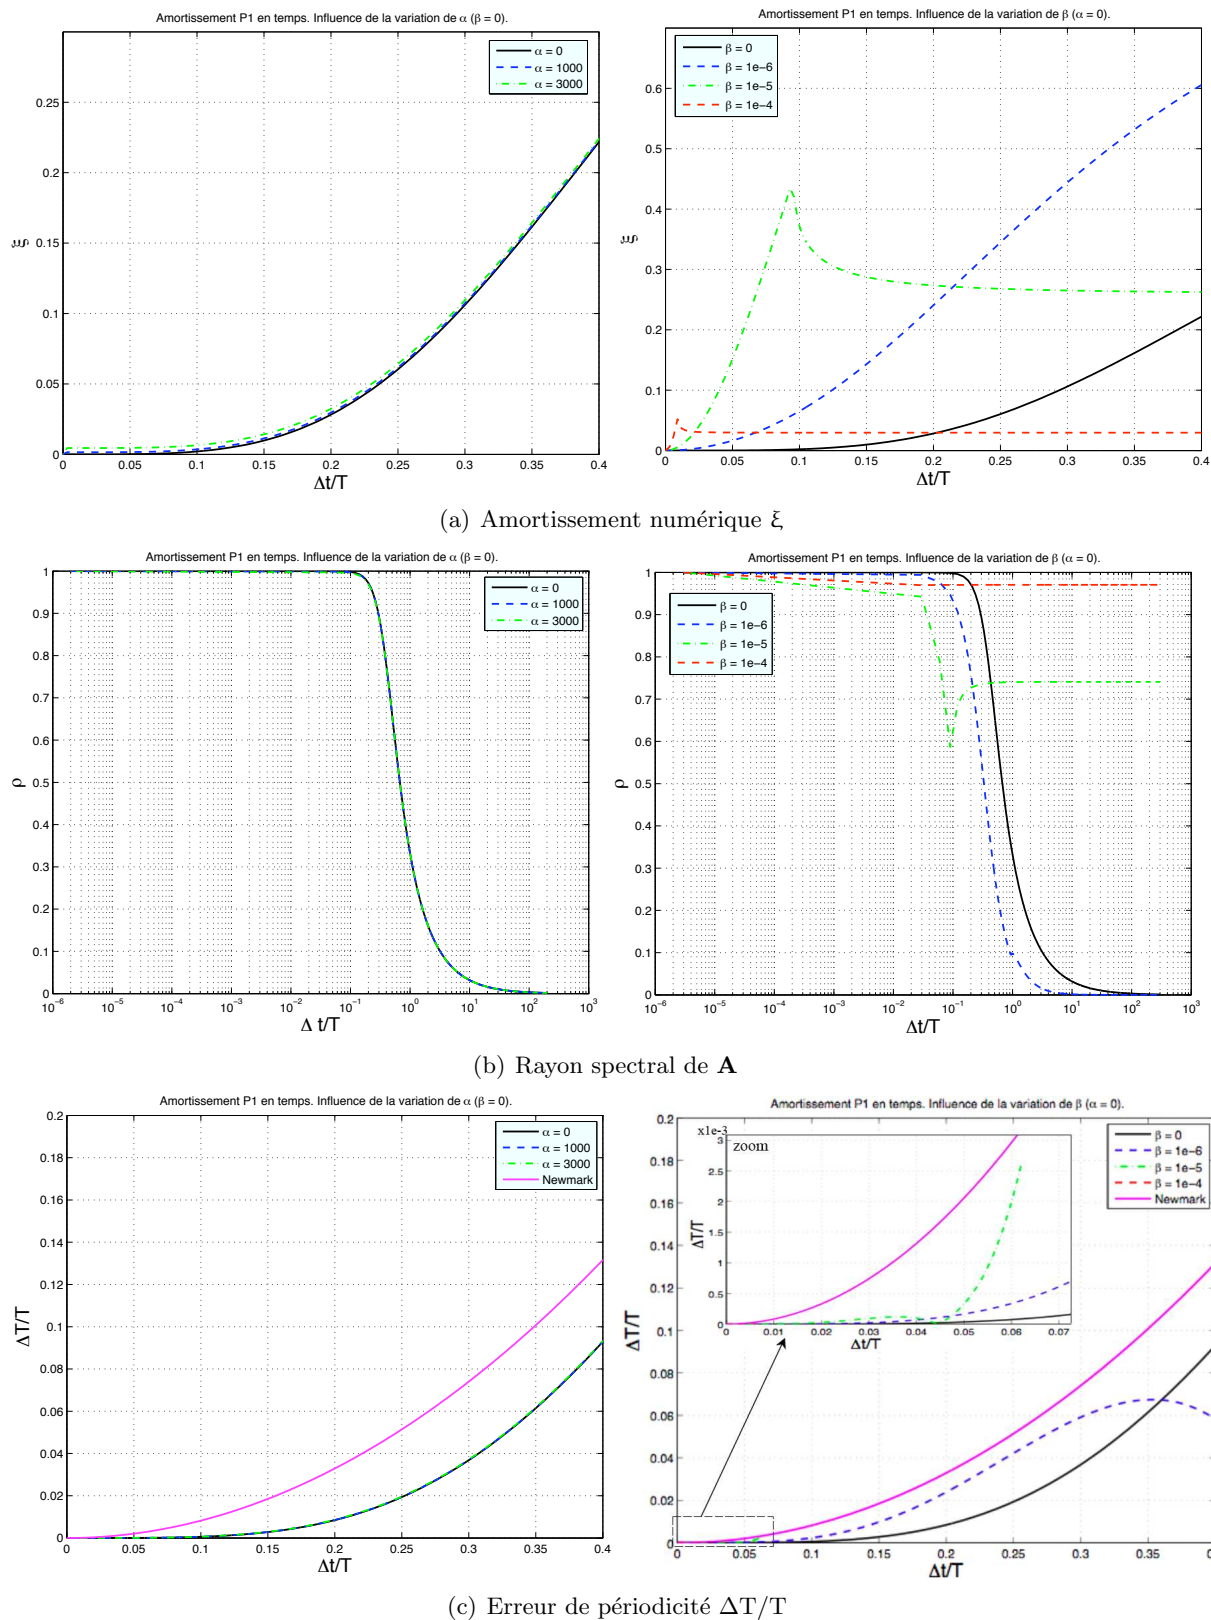 Amortissement P1 en temps. Influence de la variation de α (β = 0).
α = 0
α = 1000
α = 3000
0.25
0.2
0.15
0.1
0.05
0
ξ
0 0.05 0.1 0.15 0.2 0.25 0.3 0.35 0.4
Δt/T
Amortissement P1 en temps. Influence de la variation de β (α = 0).
β = 0
β = 1e−6
β = 1e−5
β = 1e−4
0.6
0.5
0.4
0.3
0.2
0.1
0
ξ
0 0.05 0.1 0.15 0.2 0.25 0.3 0.35 0.4
Δt/T
(a) Amortissement numérique ξ
Amortissement P1 en temps. Influence de la variation de α (β = 0).
α = 0
α = 1000
α = 3000
1
0.9
0.8
0.7
0.6
0.5
0.4
0.3
0.2
0.1
0
ρ
10⁻⁶ 10⁻⁵ 10⁻⁴ 10⁻³ 10⁻² 10⁻¹ 10⁰ 10¹ 10² 10³
Δ t/T
Amortissement P1 en temps. Influence de la variation de β (α = 0).
β = 0
β = 1e−6
β = 1e−5
β = 1e−4
1
0.9
0.8
0.7
0.6
0.5
0.4
0.3
0.2
0.1
0
ρ
10⁻⁶ 10⁻⁵ 10⁻⁴ 10⁻³ 10⁻² 10⁻¹ 10⁰ 10¹ 10² 10³
Δt/T
(b) Rayon spectral de A
Amortissement P1 en temps. Influence de la variation de α (β = 0).
α = 0
α = 1000
α = 3000
Newmark
0.2
0.18
0.16
0.14
0.12
0.1
0.08
0.06
0.04
0.02
0
ΔT/T
0 0.05 0.1 0.15 0.2 0.25 0.3 0.35 0.4
Δt/T
Amortissement P1 en temps. Influence de la variation de β (α = 0).
β = 0
β = 1e−6
β = 1e−5
β = 1e−4
Newmark
x1e-3
zoom
3
2.5
2
1.5
1
0.5
0
ΔT/T
0 0.01 0.02 0.03 0.04 0.05 0.06 0.07
Δt/T
0.2
0.18
0.16
0.14
0.12
0.1
0.08
0.06
0.04
0.02
0
ΔT/T
0 0.05 0.1 0.15 0.2 0.25 0.3 0.35 0.4
Δt/T
(c) Erreur de périodicité ΔT/T